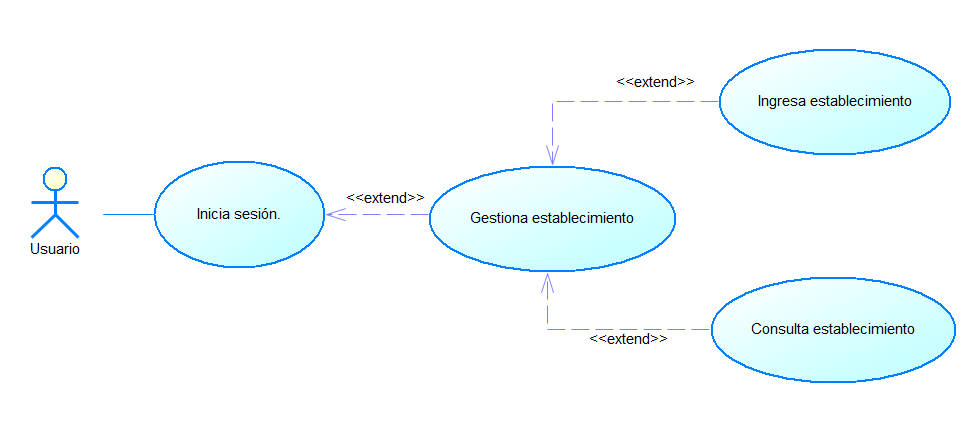 <<extend>>
Ingresa establecimiento
Inicia sesión.
<<extend>>
Gestiona establecimiento
Usuario
Consulta establecimiento
<<extend>>